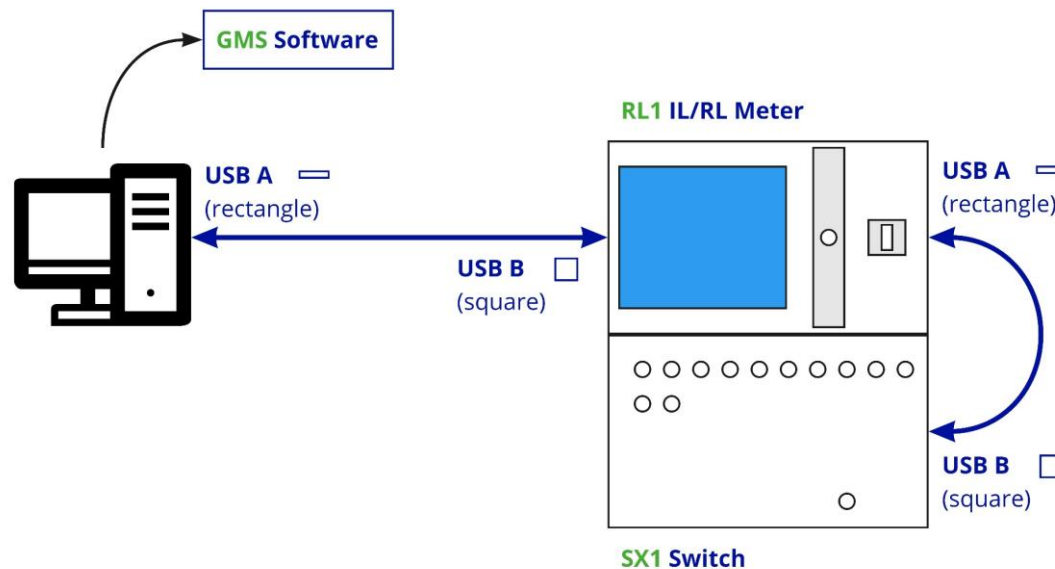 GMS Software
RL1 IL/RL Meter
USB A
(rectangle)
USB B
(square)
USB A
(rectangle)
USB B
(square)
SX1 Switch